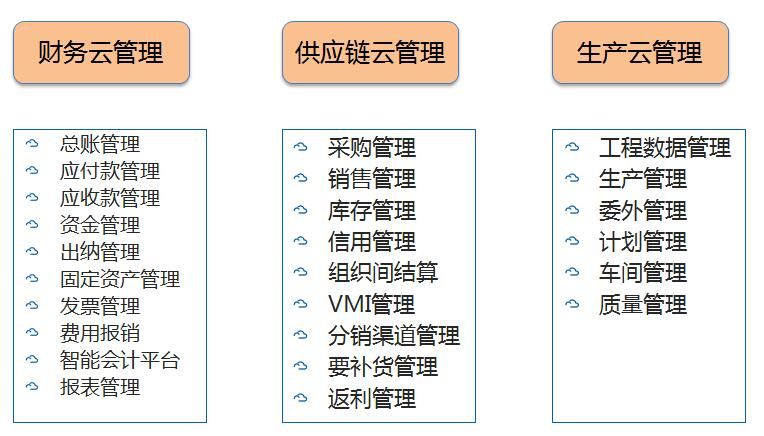 财务云管理
总账管理
应付款管理
应收款管理
资金管理
出纳管理
固定资产管理
发票管理
费用报销
智能会计平台
报表管理
供应链云管理
采购管理
销售管理
库存管理
信用管理
组织间结算
VMI管理
分销渠道管理
要补货管理
返利管理
生产云管理
工程数据管理
生产管理
委外管理
计划管理
车间管理
质量管理